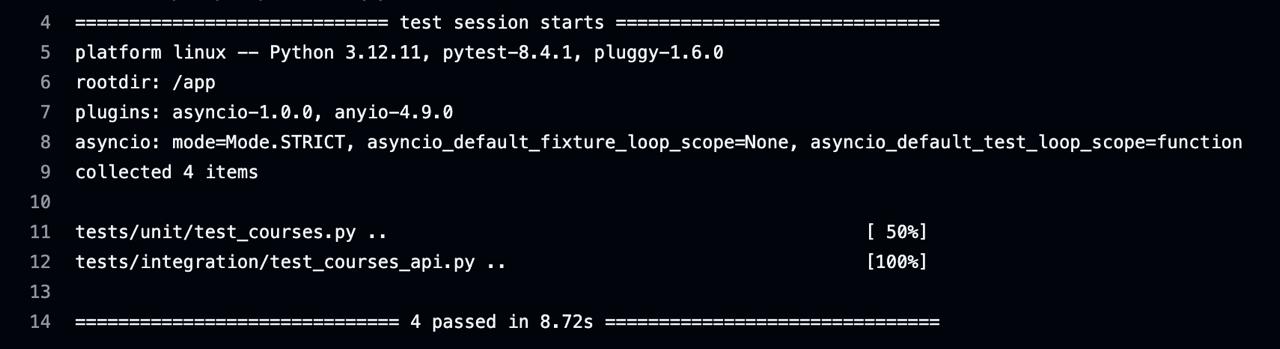 4 ============================= test session starts ==============================
5 platform linux -- Python 3.12.11, pytest-8.4.1, pluggy-1.6.0
6 rootdir: /app
7 plugins: asyncio-1.0.0, anyio-4.9.0
8 asyncio: mode=Mode.STRICT, asyncio_default_fixture_loop_scope=None, asyncio_default_test_loop_scope=function
9 collected 4 items
10
11 tests/unit/test_courses.py .. [ 50%]
12 tests/integration/test_courses_api.py .. [100%]
13
14 ============================== 4 passed in 8.72s ===============================